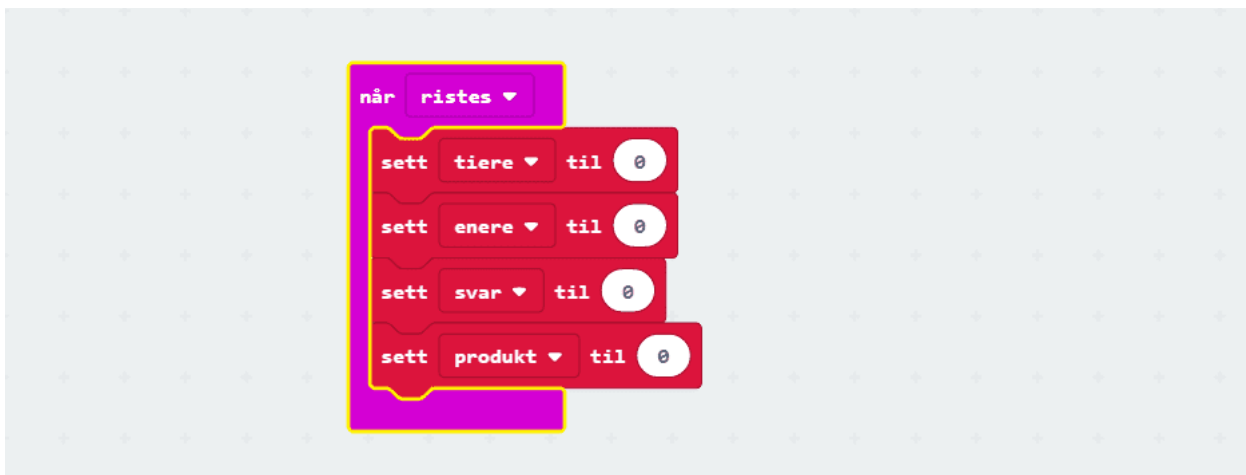 når ristes
sett tiere til 0
sett enere til 0
sett svar til 0
sett produkt til 0